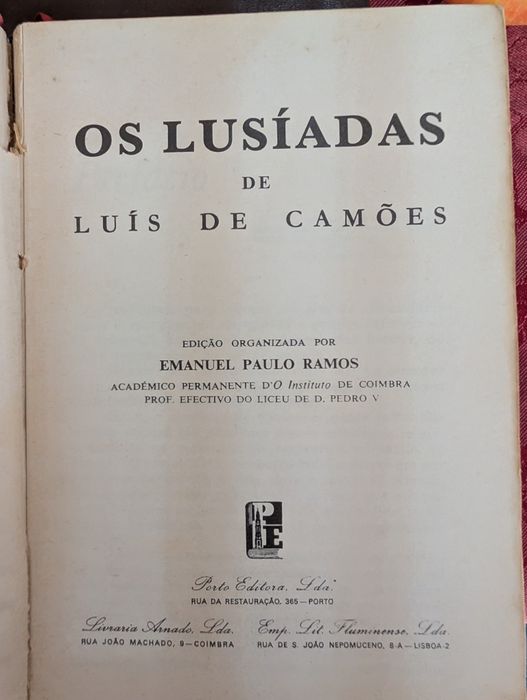 OS LUSÍADAS
DE
LUÍS DE CAMÕES
EDIÇÃO ORGANIZADA POR
EMANUEL PAULO RAMOS
ACADÉMICO PERMANENTE D'O Instituto DE COIMBRA
PROF. EFECTIVO DO LICEU DE D. PEDRO V
P
E
Porto Editora, Lda.
RUA DA RESTAURAÇÃO, 365 — PORTO
Livraria Arnado, Lda. Emp. Lit. Fluminense, Lda.
RUA JOÃO MACHADO, 9 — COIMBRA RUA DE S. JOÃO NEPOMUCENO, 8-A — LISBOA-2